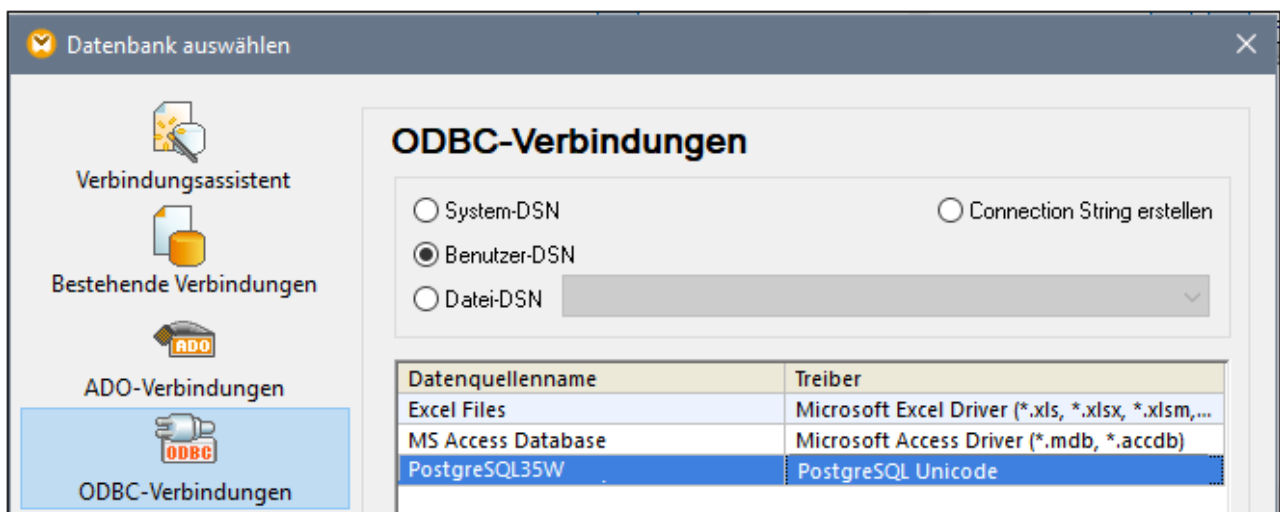 Datenbank auswählen
Verbindungsassistent
Bestehende Verbindungen
ADO
ADO-Verbindungen
ODBC
ODBC-Verbindungen
ODBC-Verbindungen
System-DSN
Connection String erstellen
Benutzer-DSN
Datei-DSN
Datenquellenname Treiber
Excel Files Microsoft Excel Driver (*.xls, *.xlsx, *.xlsm,...
MS Access Database Microsoft Access Driver (*.mdb, *.accdb)
PostgreSQL35W PostgreSQL Unicode